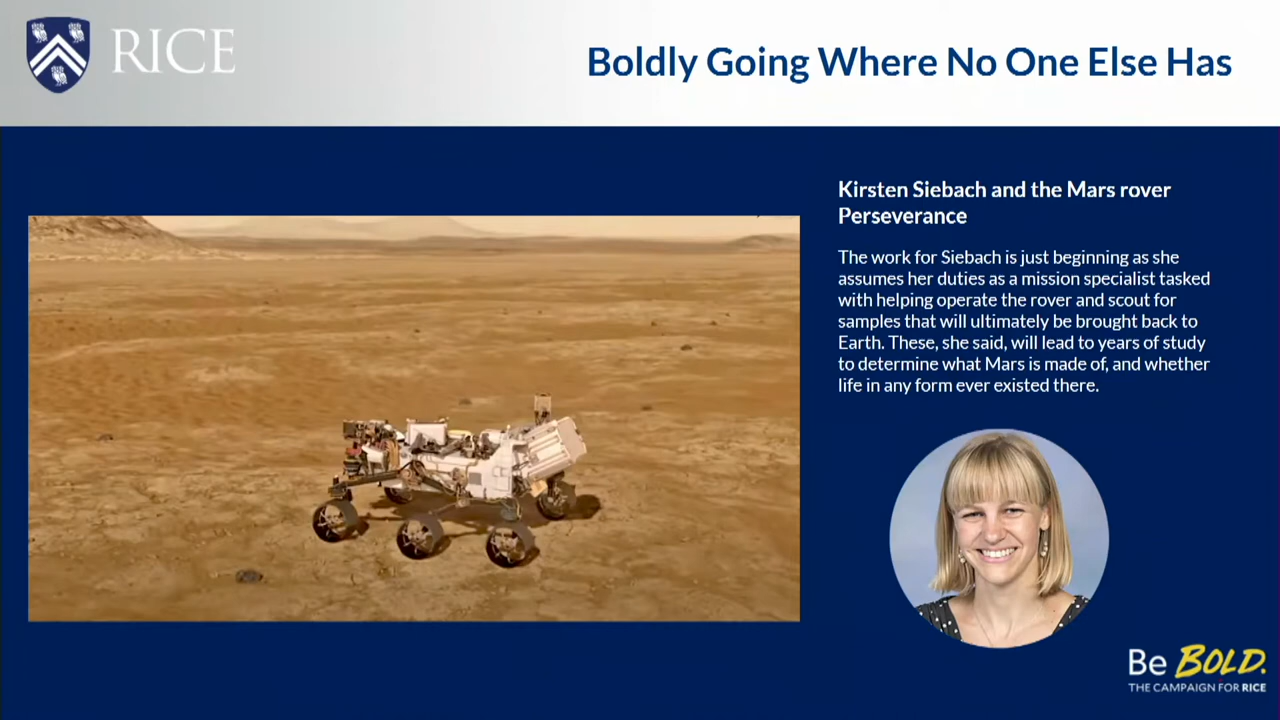 RICE
Boldly Going Where No One Else Has
Kirsten Siebach and the Mars rover
Perseverance
The work for Siebach is just beginning as she
assumes her duties as a mission specialist tasked
with helping operate the rover and scout for
samples that will ultimately be brought back to
Earth. These, she said, will lead to years of study
to determine what Mars is made of, and whether
life in any form ever existed there.
Be BOLD.
THE CAMPAIGN FOR RICE